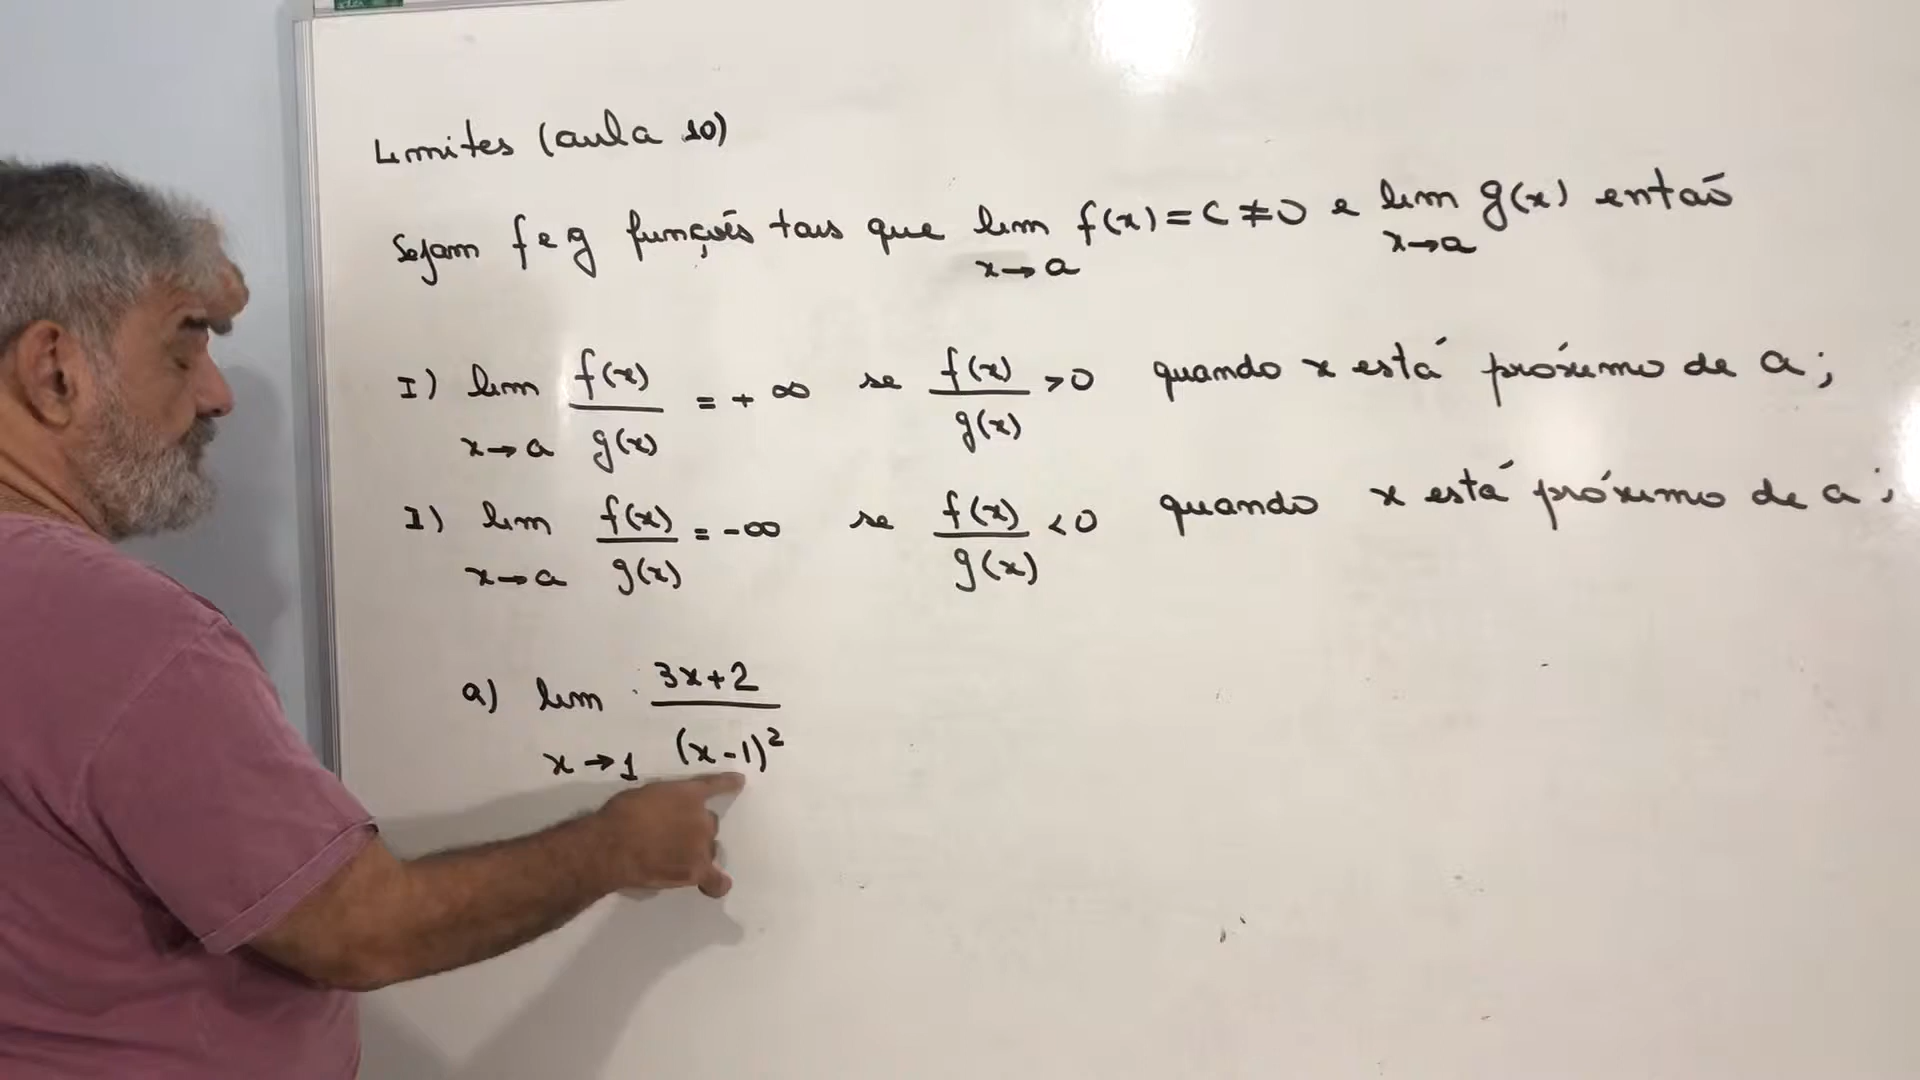 Limites (aula 10)
Sejam f e g funções tais que lim x→a f(x) = C ≠ 0 e lim x→a g(x) então
I) lim x→a f(x)/g(x) = + ∞ se f(x)/g(x) > 0 quando x está próximo de a;
I) lim x→a f(x)/g(x) = -∞ se f(x)/g(x) < 0 quando x está próximo de a;
a) lim x→1 3x+2/(x-1)²